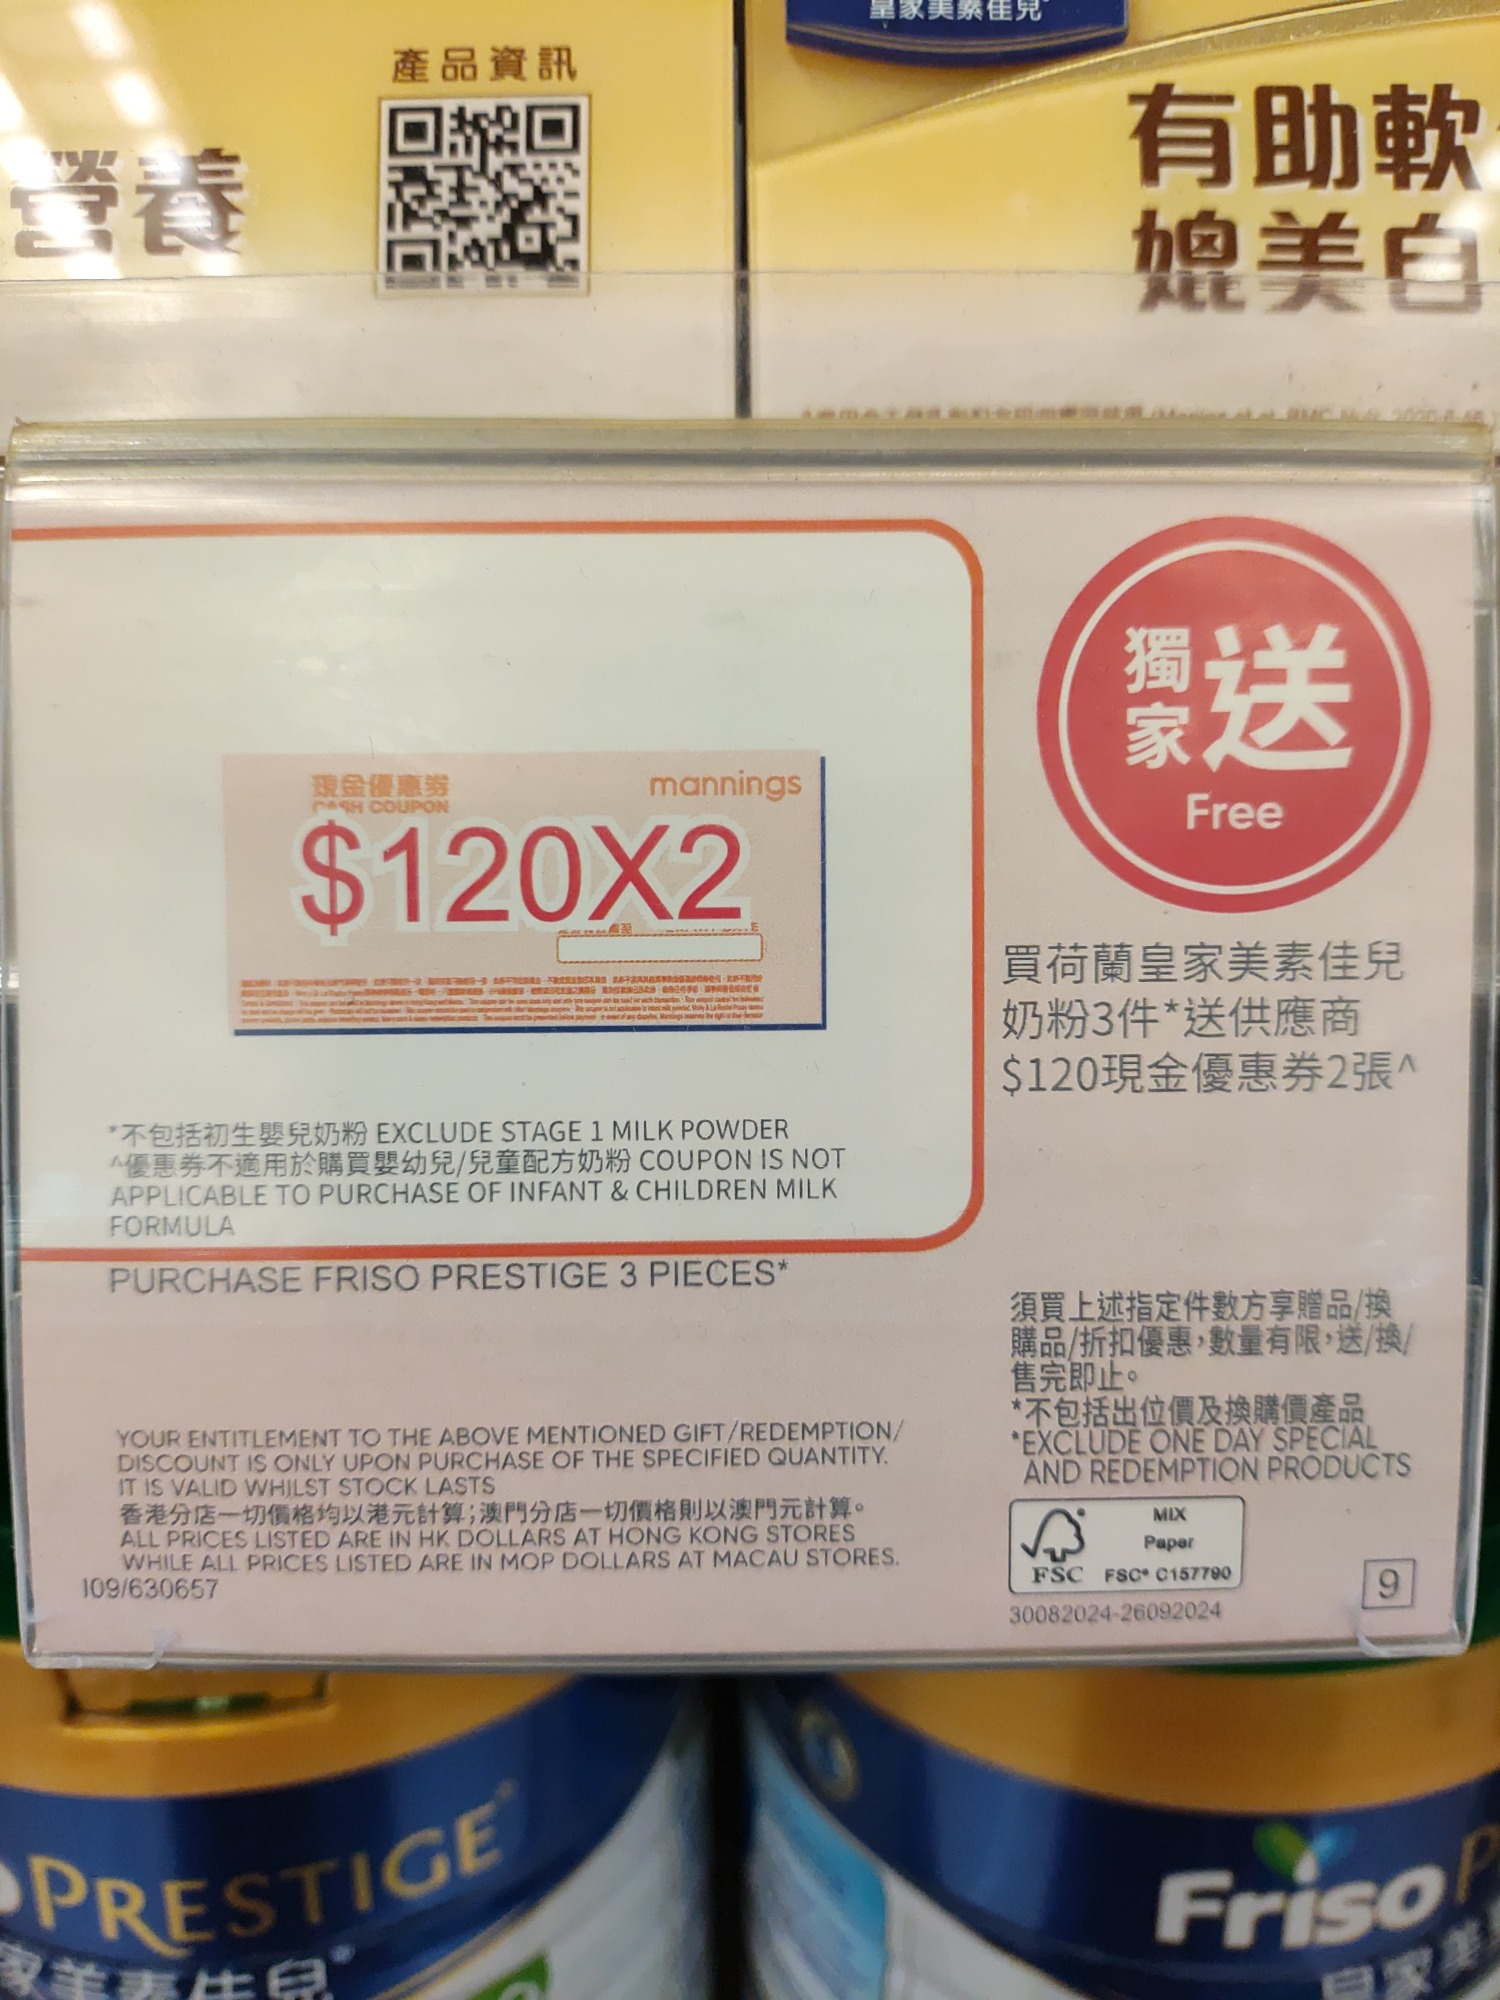 皇家美素佳兒
產品資訊
營養
有助軟
媲美白
獨家
送
Free
現金優惠券
CASH COUPON
mannings
$120X2
買荷蘭皇家美素佳兒
奶粉3件*送供應商
$120現金優惠券2張^
*不包括初生嬰兒奶粉 EXCLUDE STAGE 1 MILK POWDER
^優惠券不適用於購買嬰幼兒/兒童配方奶粉 COUPON IS NOT
APPLICABLE TO PURCHASE OF INFANT & CHILDREN MILK
FORMULA
PURCHASE FRISO PRESTIGE 3 PIECES*
須買上述指定件數方享贈品/換
購品/折扣優惠，數量有限，送/換/
售完即止。
*不包括出位價及換購價產品
*EXCLUDE ONE DAY SPECIAL
AND REDEMPTION PRODUCTS
YOUR ENTITLEMENT TO THE ABOVE MENTIONED GIFT/REDEMPTION/
DISCOUNT IS ONLY UPON PURCHASE OF THE SPECIFIED QUANTITY.
IT IS VALID WHILST STOCK LASTS
香港分店一切價格均以港元計算;澳門分店一切價格則以澳門元計算。
ALL PRICES LISTED ARE IN HK DOLLARS AT HONG KONG STORES
WHILE ALL PRICES LISTED ARE IN MOP DOLLARS AT MACAU STORES.
109/630657
MIX
Paper
FSC
FSC® C157790
9
30082024-26092024
PRESTIGE
家美素佳兒
Friso P
皇家美